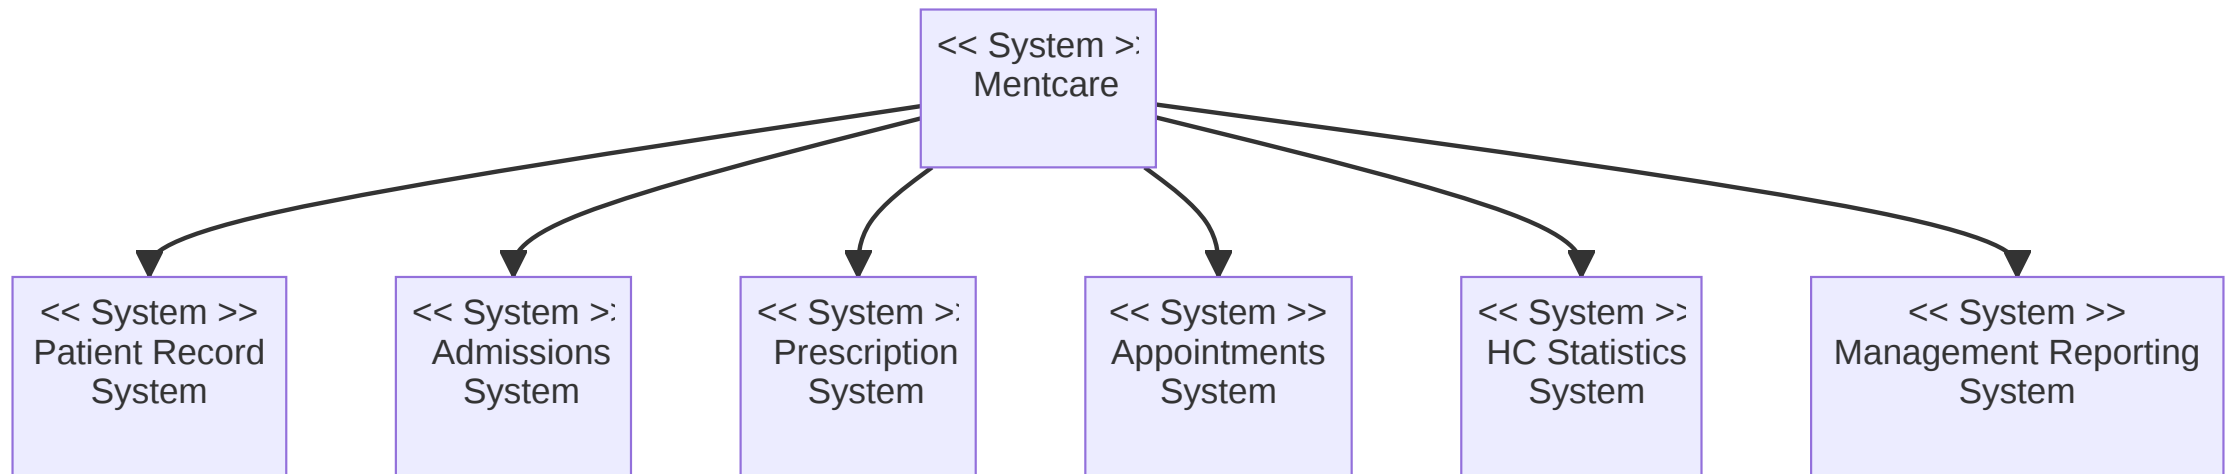 << System >>
Mentcare
<< System >>
Patient Record
System
<< System >>
Admissions
System
<< System >>
Prescription
System
<< System >>
Appointments
System
<< System >>
HC Statistics
System
<< System >>
Management Reporting
System